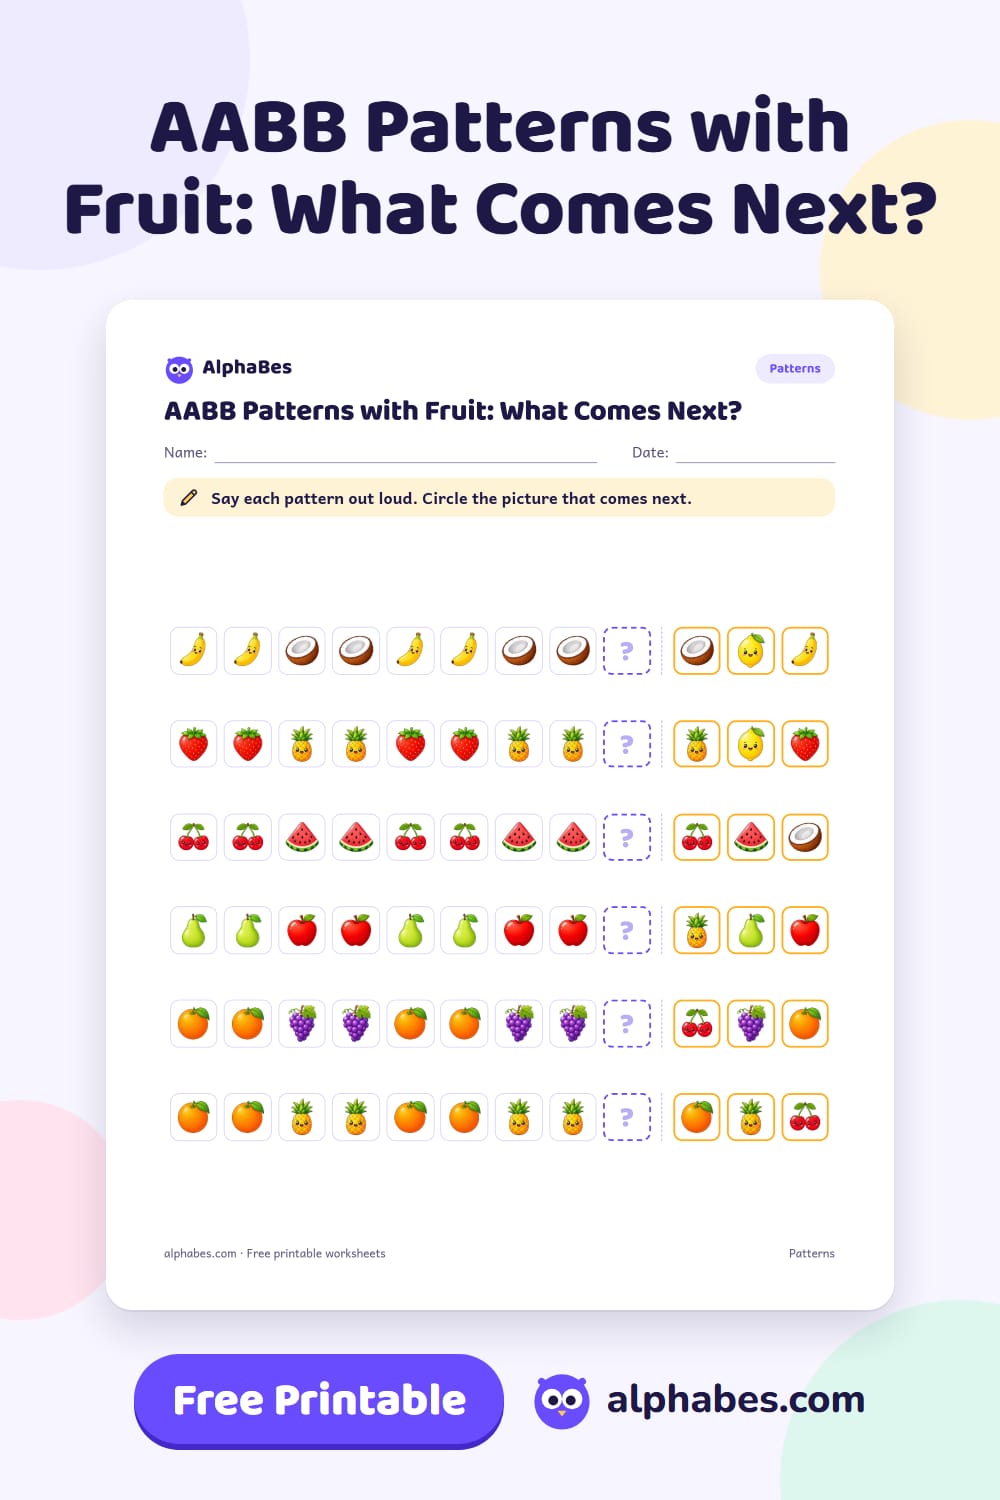 AABB Patterns with
Fruit: What Comes Next?
AlphaBes
Patterns
AABB Patterns with Fruit: What Comes Next?
Name:
Date:
Say each pattern out loud. Circle the picture that comes next.
?
?
?
?
?
?
alphabes.com · Free printable worksheets
Patterns
Free Printable
alphabes.com